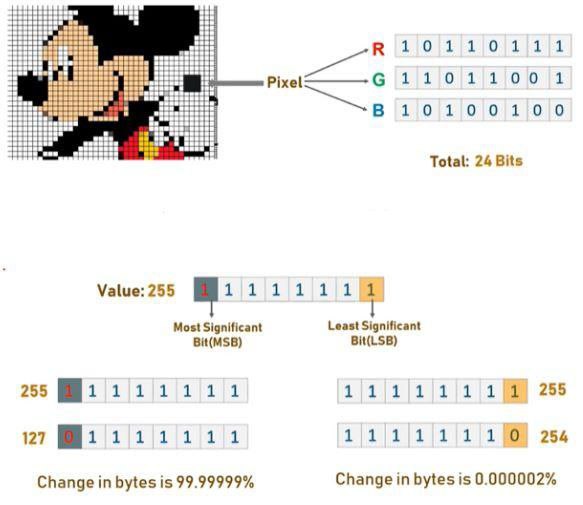 R 1 0 1 1 0 1 1 1
Pixel G 1 1 0 1 1 0 0 1
B 1 0 1 0 0 1 0 0
Total: 24 Bits
Value: 255 1 1 1 1 1 1 1 1
Most Significant Least Significant
Bit(MSB) Bit(LSB)
255 1 1 1 1 1 1 1 1 1 1 1 1 1 1 1 1 255
127 0 1 1 1 1 1 1 1 1 1 1 1 1 1 1 0 254
Change in bytes is 99.99999% Change in bytes is 0.000002%